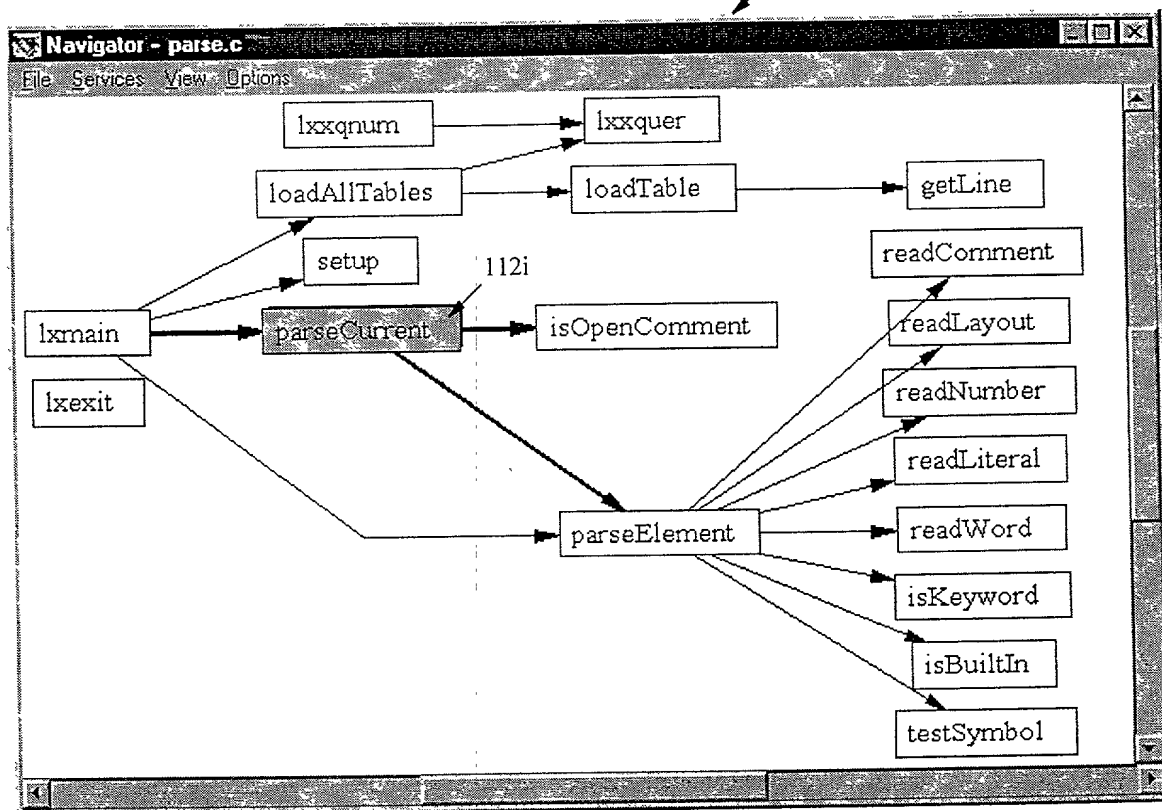 Navigator - parse.c
File Services View Options
lxxqnum
lxxquer
loadAllTables
loadTable
getLine
readComment
setup
112i
lxmain
parseCurrent
isOpenComment
readLayout
lxexit
readNumber
readLiteral
parseElement
readWord
isKeyword
isBuiltIn
testSymbol